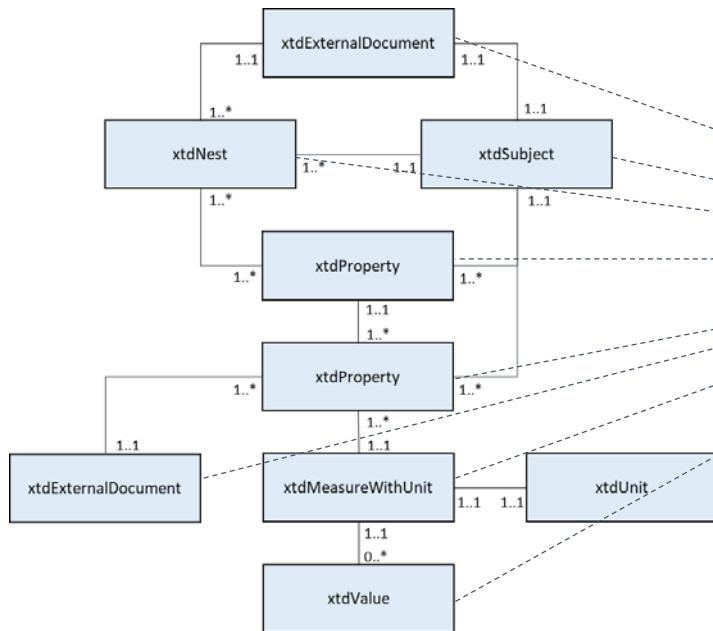 xtdExternalDocument
1..1 1..1
1..* 1..1
xtdNest xtdSubject
1..* 1..1
1..* 1..1
xtdProperty
1..* 1..*
1..1
1..*
xtdProperty
1..* 1..*
1..*
1..1 1..1
xtdExternalDocument xtdMeasureWithUnit xtdUnit
1..1 1..1
1..1
0..*
xtdValue